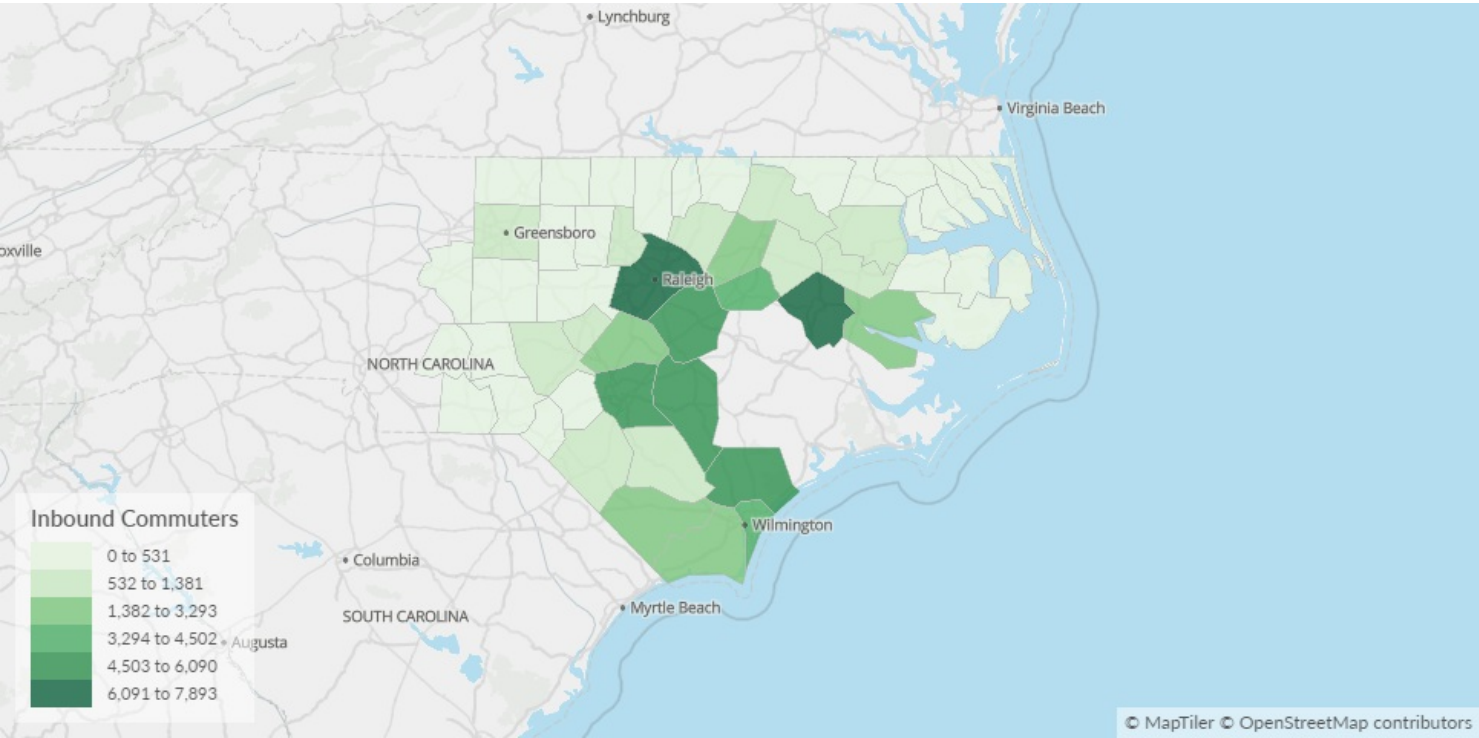 Lynchburg
Virginia Beach
Greensboro
oxville
Raleigh
NORTH CAROLINA
Inbound Commuters
0 to 531
532 to 1,381
1,382 to 3,293
3,294 to 4,502
4,503 to 6,090
6,091 to 7,893
Wilmington
Columbia
Myrtle Beach
SOUTH CAROLINA
Augusta
© MapTiler © OpenStreetMap contributors